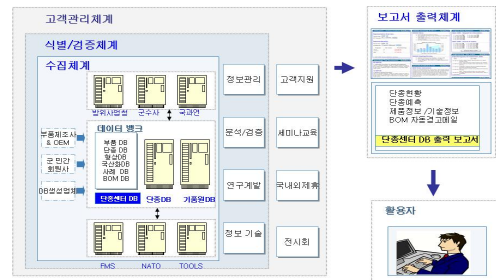 고객관리체계
식별/검증체계
수집체계
방위사업청
군수사
국과연
부품제조사
& OEM
군 민간
회원사
DB생성업체
데이터 뱅크
부품 DB
단종 DB
형상DB
국산화DB
사례 DB
BOM DB
단종센터 DB
단종DB
기품원DB
FMS
NATO
TOOLS
정보관리
분석/검증
연구계발
정보 기술
고객지원
세미나교육
국내외제휴
전시회
보고서 출력체계
단종현황
단종예측
제품정보 /기술정보
BOM 자동경고메일
단종센터 DB 출력 보고서
활용자